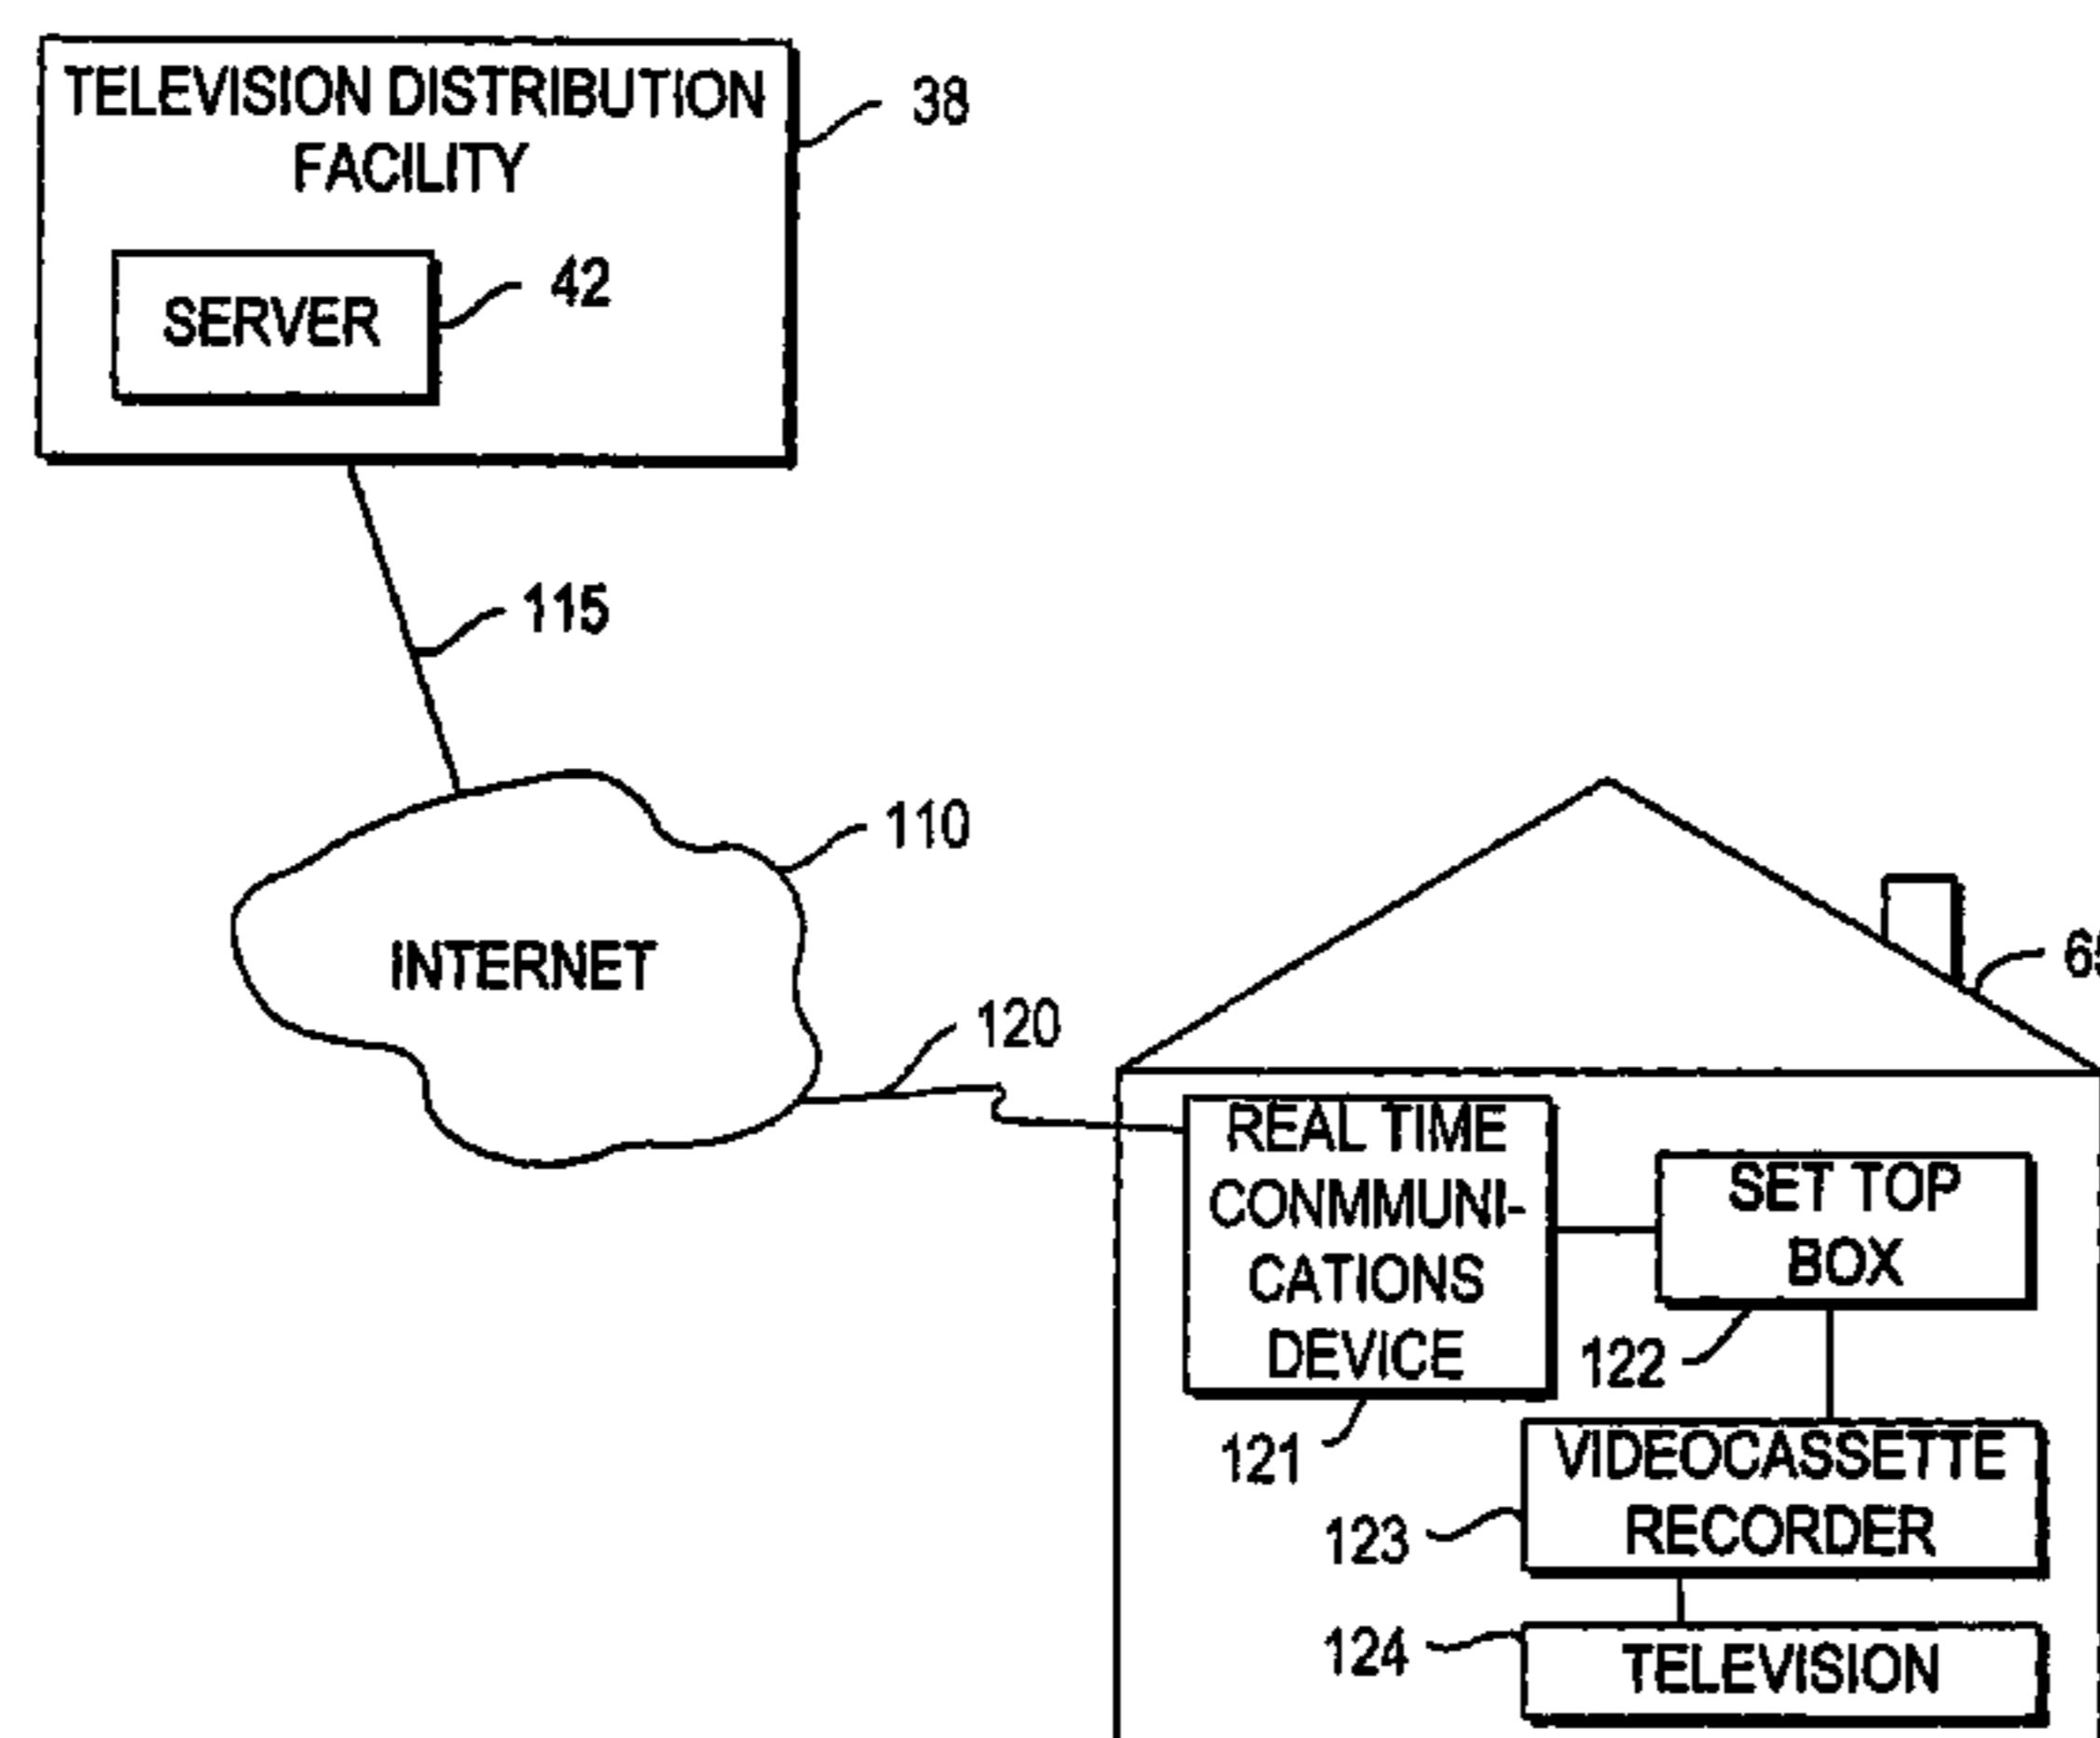 TELEVISION DISTRIBUTION
FACILITY
38
SERVER
42
115
110
INTERNET
120
REAL TIME
CONMMUNI-
CATIONS
DEVICE
121
SET TOP
BOX
122
VIDEOCASSETTE
RECORDER
123
TELEVISION
124